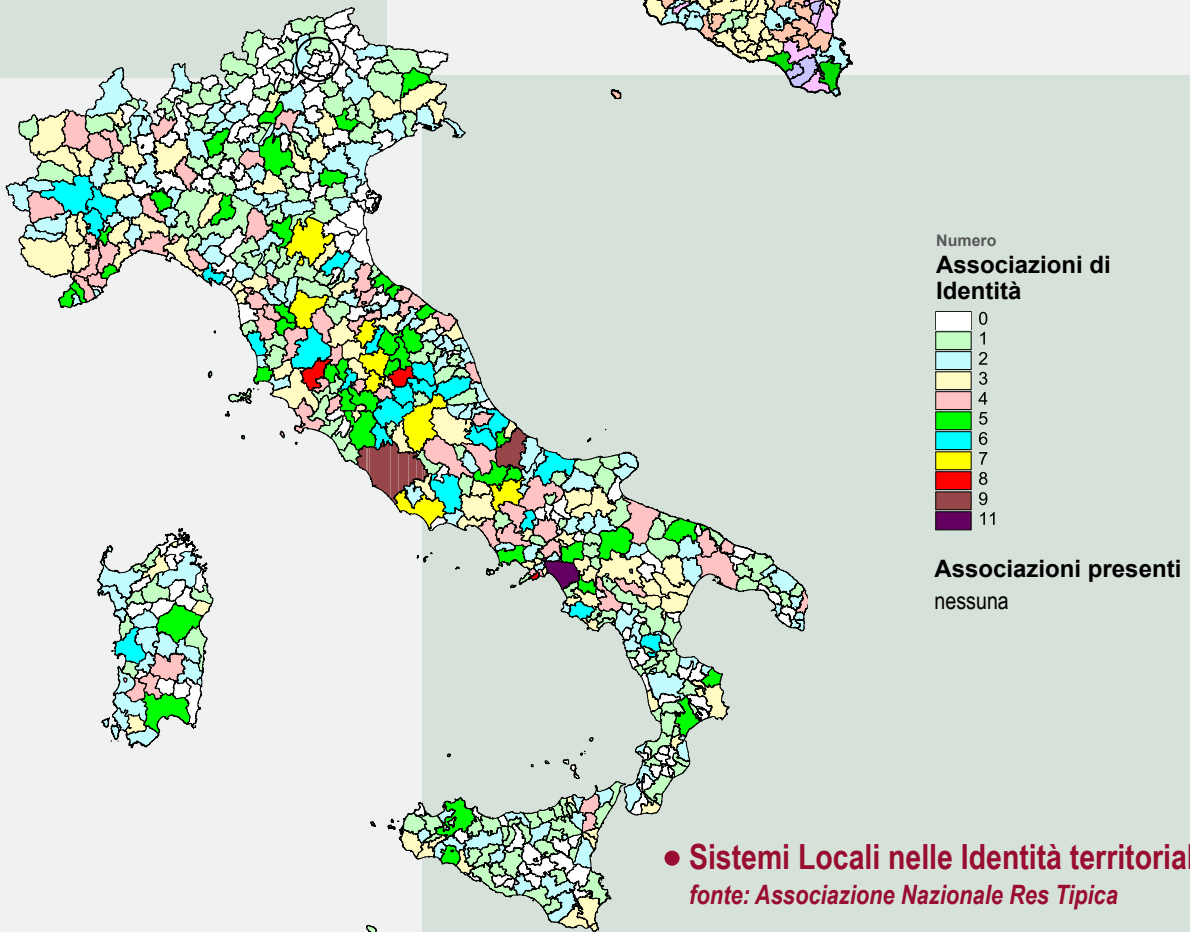 Numero
Associazioni di
Identità
0
1
2
3
4
5
6
7
8
9
11
Associazioni presenti
nessuna
• Sistemi Locali nelle Identità territorial
fonte: Associazione Nazionale Res Tipica